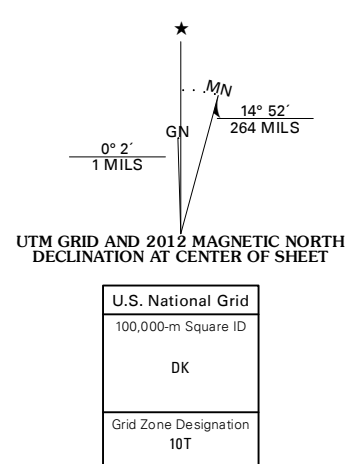 MN
14° 52´
264 MILS
GN
0° 2´
1 MILS
UTM GRID AND 2012 MAGNETIC NORTH
DECLINATION AT CENTER OF SHEET
U.S. National Grid
100,000-m Square ID
DK
Grid Zone Designation
10T